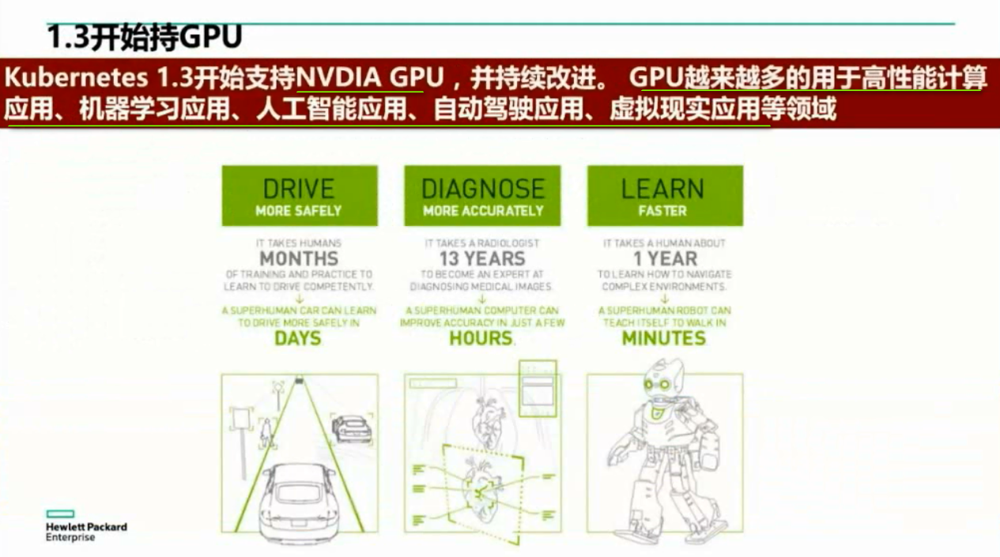 1.3开始持GPU
Kubernetes 1.3开始支持NVDIA GPU，并持续改进。 GPU越来越多的用于高性能计算
应用、机器学习应用、人工智能应用、自动驾驶应用、虚拟现实应用等领域
DRIVE
MORE SAFELY
IT TAKES HUMANS
MONTHS
OF TRAINING AND PRACTICE TO
LEARN TO DRIVE COMPETENTLY.
A SUPERHUMAN CAR CAN LEARN
TO DRIVE MORE SAFELY IN
DAYS
DIAGNOSE
MORE ACCURATELY
IT TAKES A RADIOLOGIST
13 YEARS
TO BECOME AN EXPERT AT
DIAGNOSING MEDICAL IMAGES
A SUPERHUMAN COMPUTER CAN
IMPROVE ACCURACY IN JUST A FEW
HOURS.
LEARN
FASTER
IT TAKES A HUMAN ABOUT
1 YEAR
TO LEARN HOW TO NAVIGATE
COMPLEX ENVIRONMENTS.
A SUPERHUMAN ROBOT CAN
TEACH ITSELF TO WALK IN
MINUTES
Hewlett Packard
Enterprise